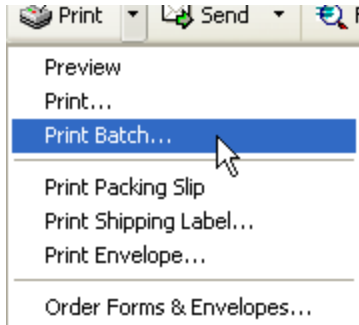 Print Send
Preview
Print...
Print Batch...
Print Packing Slip
Print Shipping Label...
Print Envelope...
Order Forms & Envelopes...